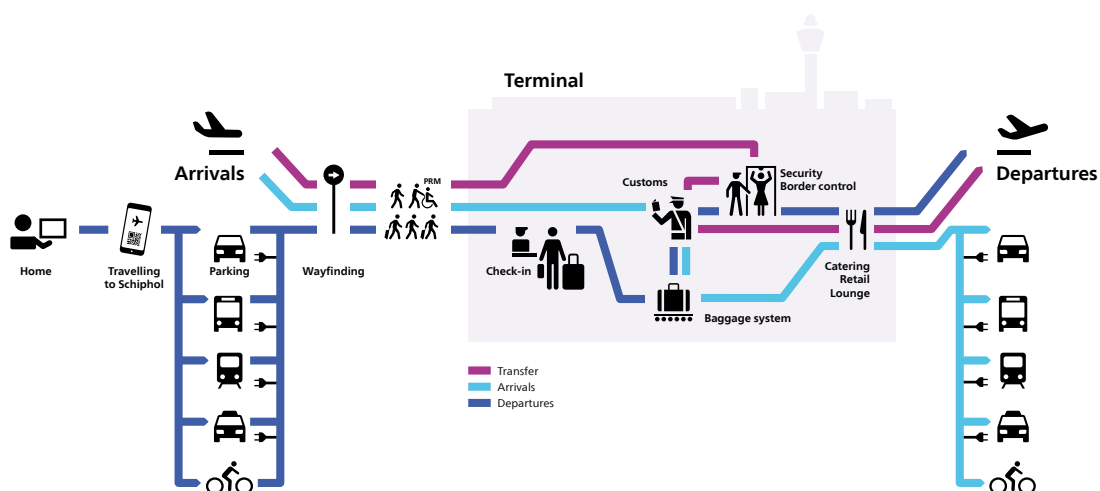 Terminal
Arrivals
PRM
Customs
Security
Border control
Departures
Home
Travelling
to Schiphol
Parking
Wayfinding
Check-in
Catering
Retail
Lounge
Baggage system
Transfer
Arrivals
Departures